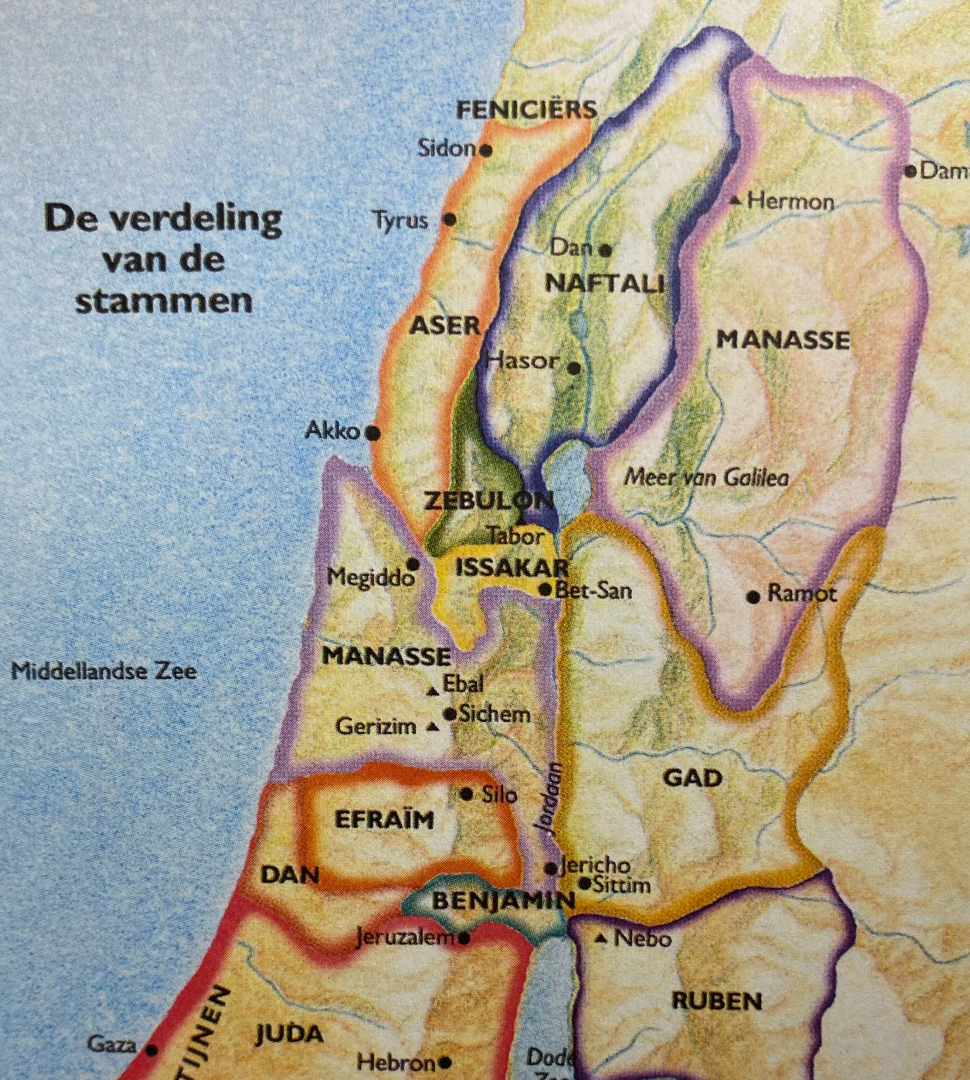 FENICIËRS
Sidon
De verdeling
van de
stammen
Tyrus
Hermon
Dan
NAFTALI
ASER
MANASSE
Hasor
Akko
Meer van Galilea
ZEBULON
Tabor
ISSAKAR
Megiddo
Bet-San
Ramot
MANASSE
Middellandse Zee
Ebal
Sichem
Gerizim
Jordaan
GAD
Silo
EFRAÏM
DAN
Jericho
Sittim
BENJAMIN
Jeruzalem
Nebo
RUBEN
JUDA
Gaza
TIJNEN
Hebron